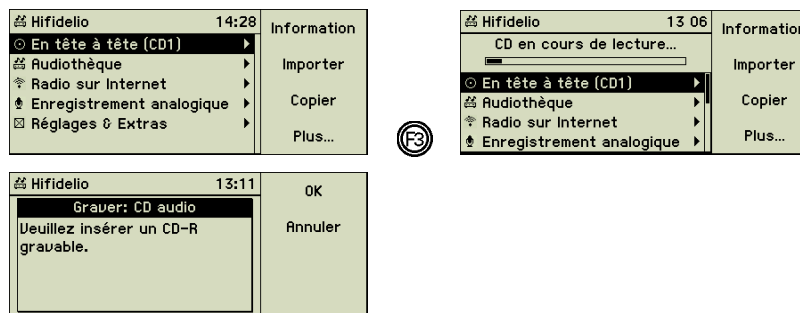 Hifidelio 14:28
En tête à tête (CD1)
Audiothèque
Radio sur Internet
Enregistrement analogique
Réglages & Extras
Information
Importer
Copier
Plus...
F3
Hifidelio 13 06
CD en cours de lecture...
En tête à tête (CD1)
Audiothèque
Radio sur Internet
Enregistrement analogique
Information
Importer
Copier
Plus...
Hifidelio 13:11
Graver: CD audio
Veuillez insérer un CD-R
gravable.
OK
Annuler